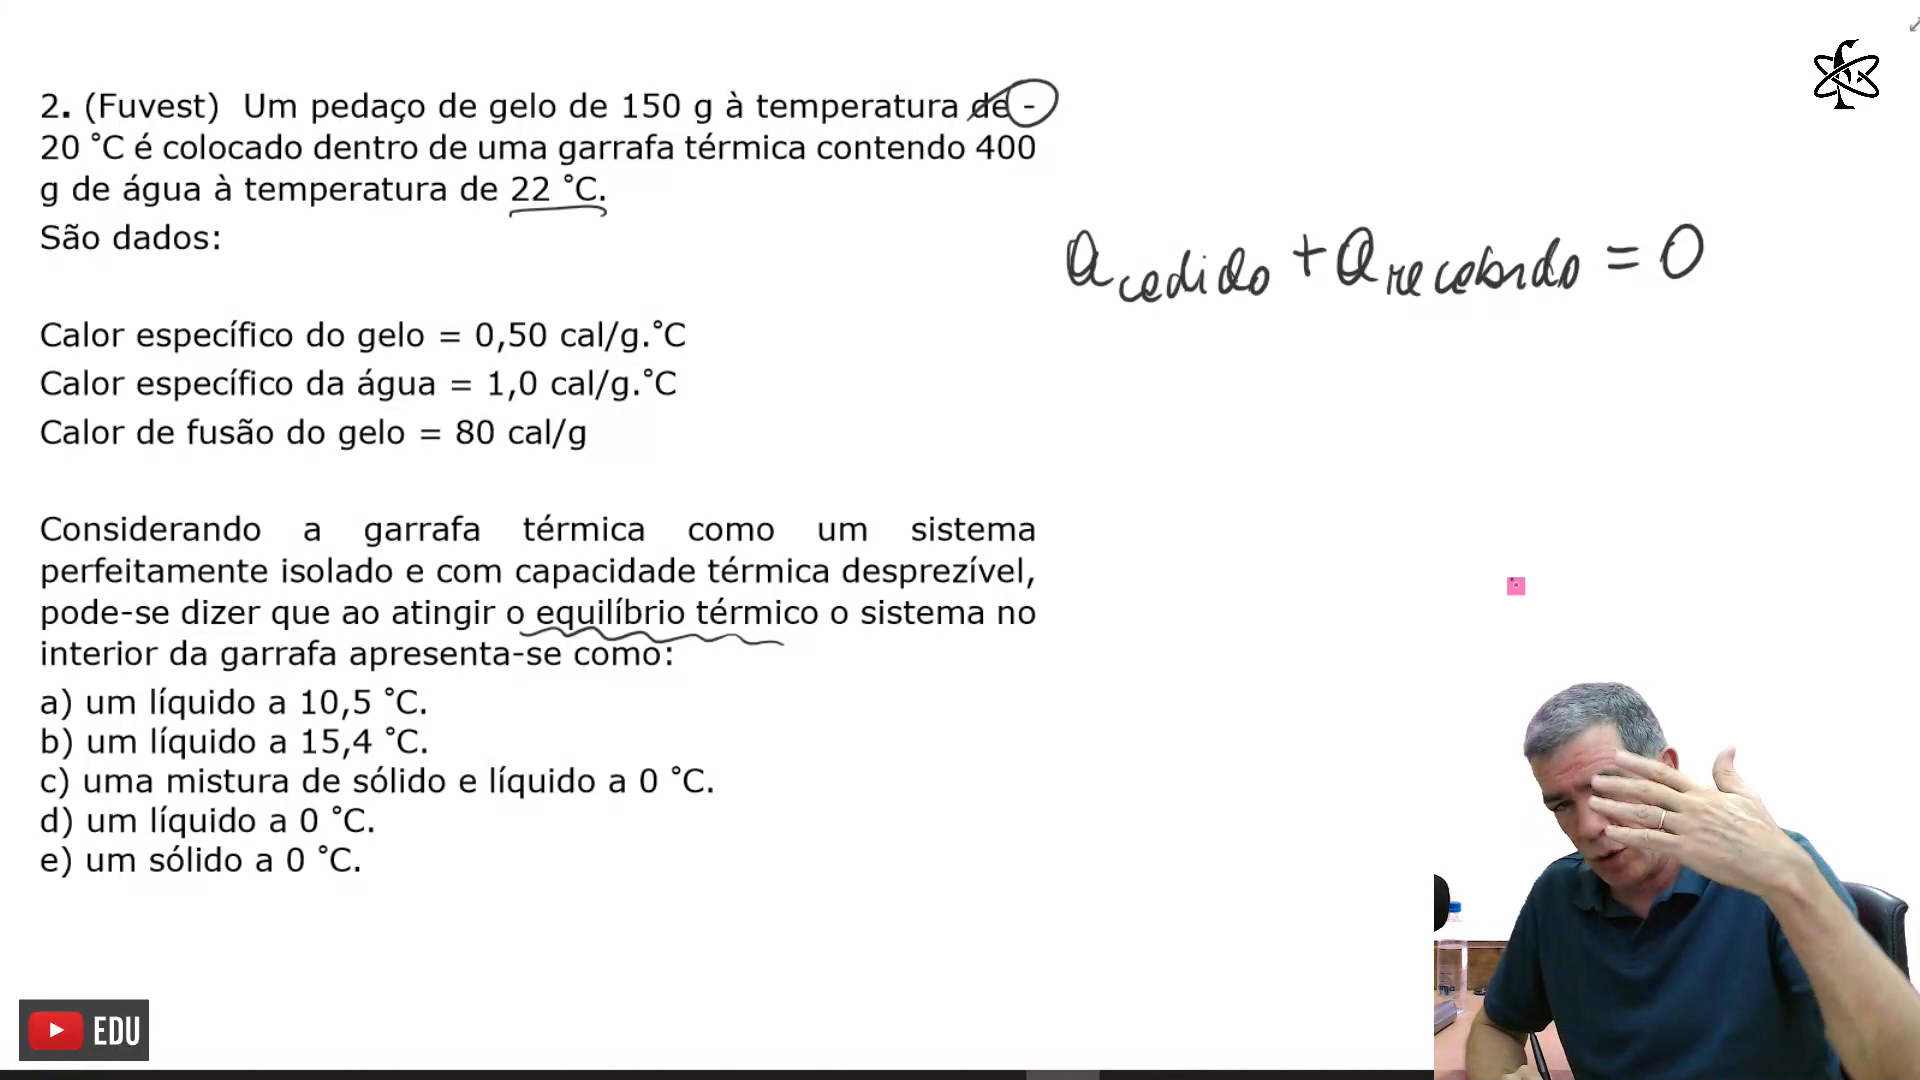 2. (Fuvest) Um pedaço de gelo de 150 g à temperatura de -
20 °C é colocado dentro de uma garrafa térmica contendo 400
g de água à temperatura de 22 °C.
São dados:
Q cedido + Q recebido = 0
Calor específico do gelo = 0,50 cal/g.°C
Calor específico da água = 1,0 cal/g.°C
Calor de fusão do gelo = 80 cal/g
Considerando a garrafa térmica como um sistema
perfeitamente isolado e com capacidade térmica desprezível,
pode-se dizer que ao atingir o equilíbrio térmico o sistema no
interior da garrafa apresenta-se como:
a) um líquido a 10,5 °C.
b) um líquido a 15,4 °C.
c) uma mistura de sólido e líquido a 0 °C.
d) um líquido a 0 °C.
e) um sólido a 0 °C.
EDU